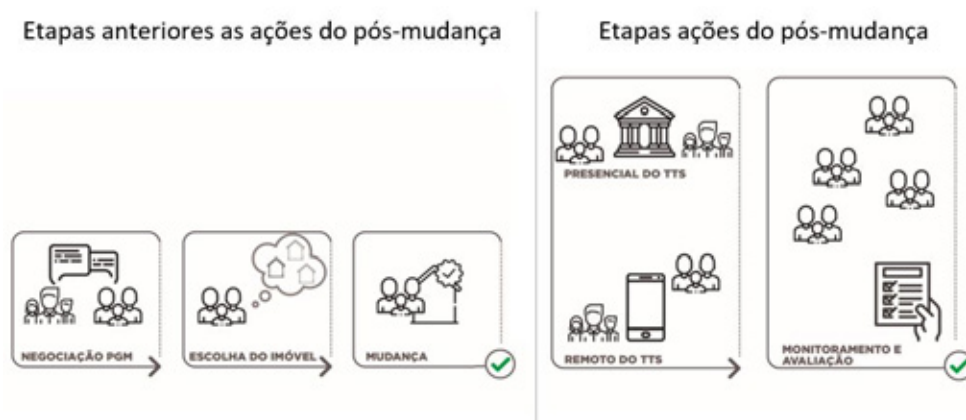 Etapas anteriores as ações do pós-mudança
NEGOCIAÇÃO PGM
ESCOLHA DO IMÓVEL
MUDANÇA
Etapas ações do pós-mudança
PRESENCIAL DO TTS
REMOTO DO TTS
MONITORAMENTO E
AVALIAÇÃO